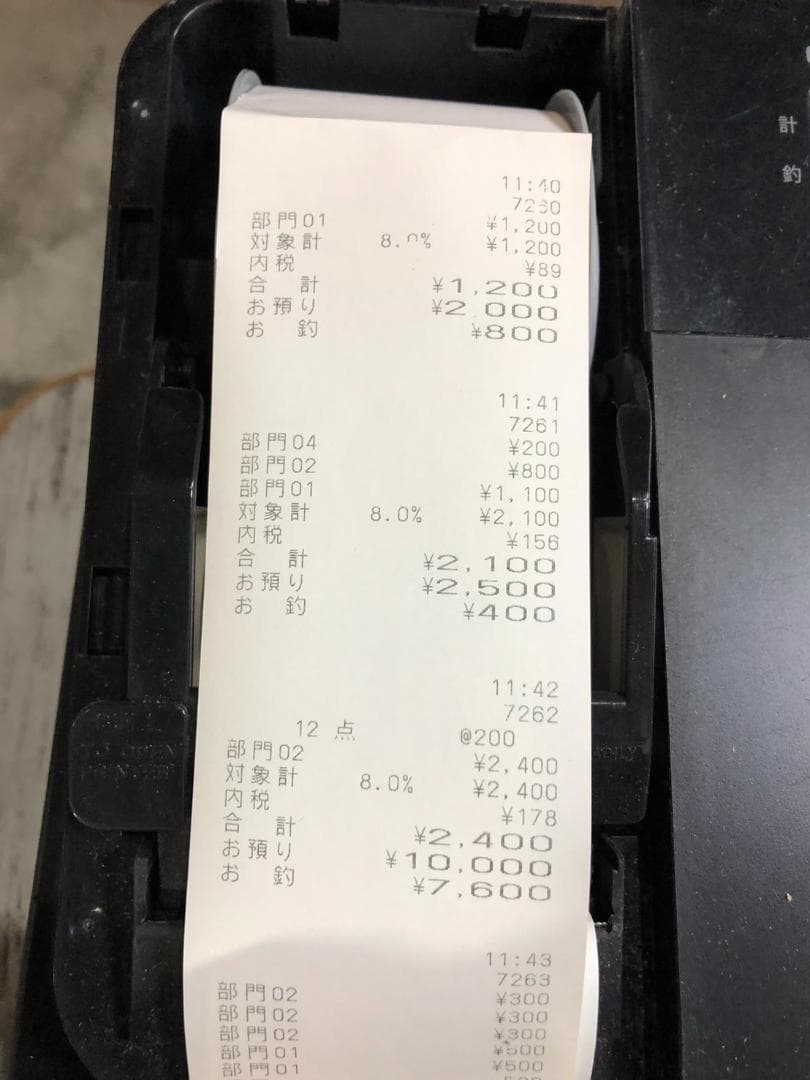 計
釣
11:40
7260
部門01 ¥1,200
対象計 8.0% ¥1,200
内税 ¥89
合 計 ¥1,200
お預り ¥2,000
お 釣 ¥800
11:41
7261
部門04 ¥200
部門02 ¥800
部門01 ¥1,100
対象計 8.0% ¥2,100
内税 ¥156
合 計 ¥2,100
お預り ¥2,500
お 釣 ¥400
11:42
7262
12 点 @200
部門02 ¥2,400
対象計 8.0% ¥2,400
内税 ¥178
合 計 ¥2,400
お預り ¥10,000
お 釣 ¥7,600
11:43
7263
部門02 ¥300
部門02 ¥300
部門02 ¥300
部門01 ¥500
部門01 ¥500